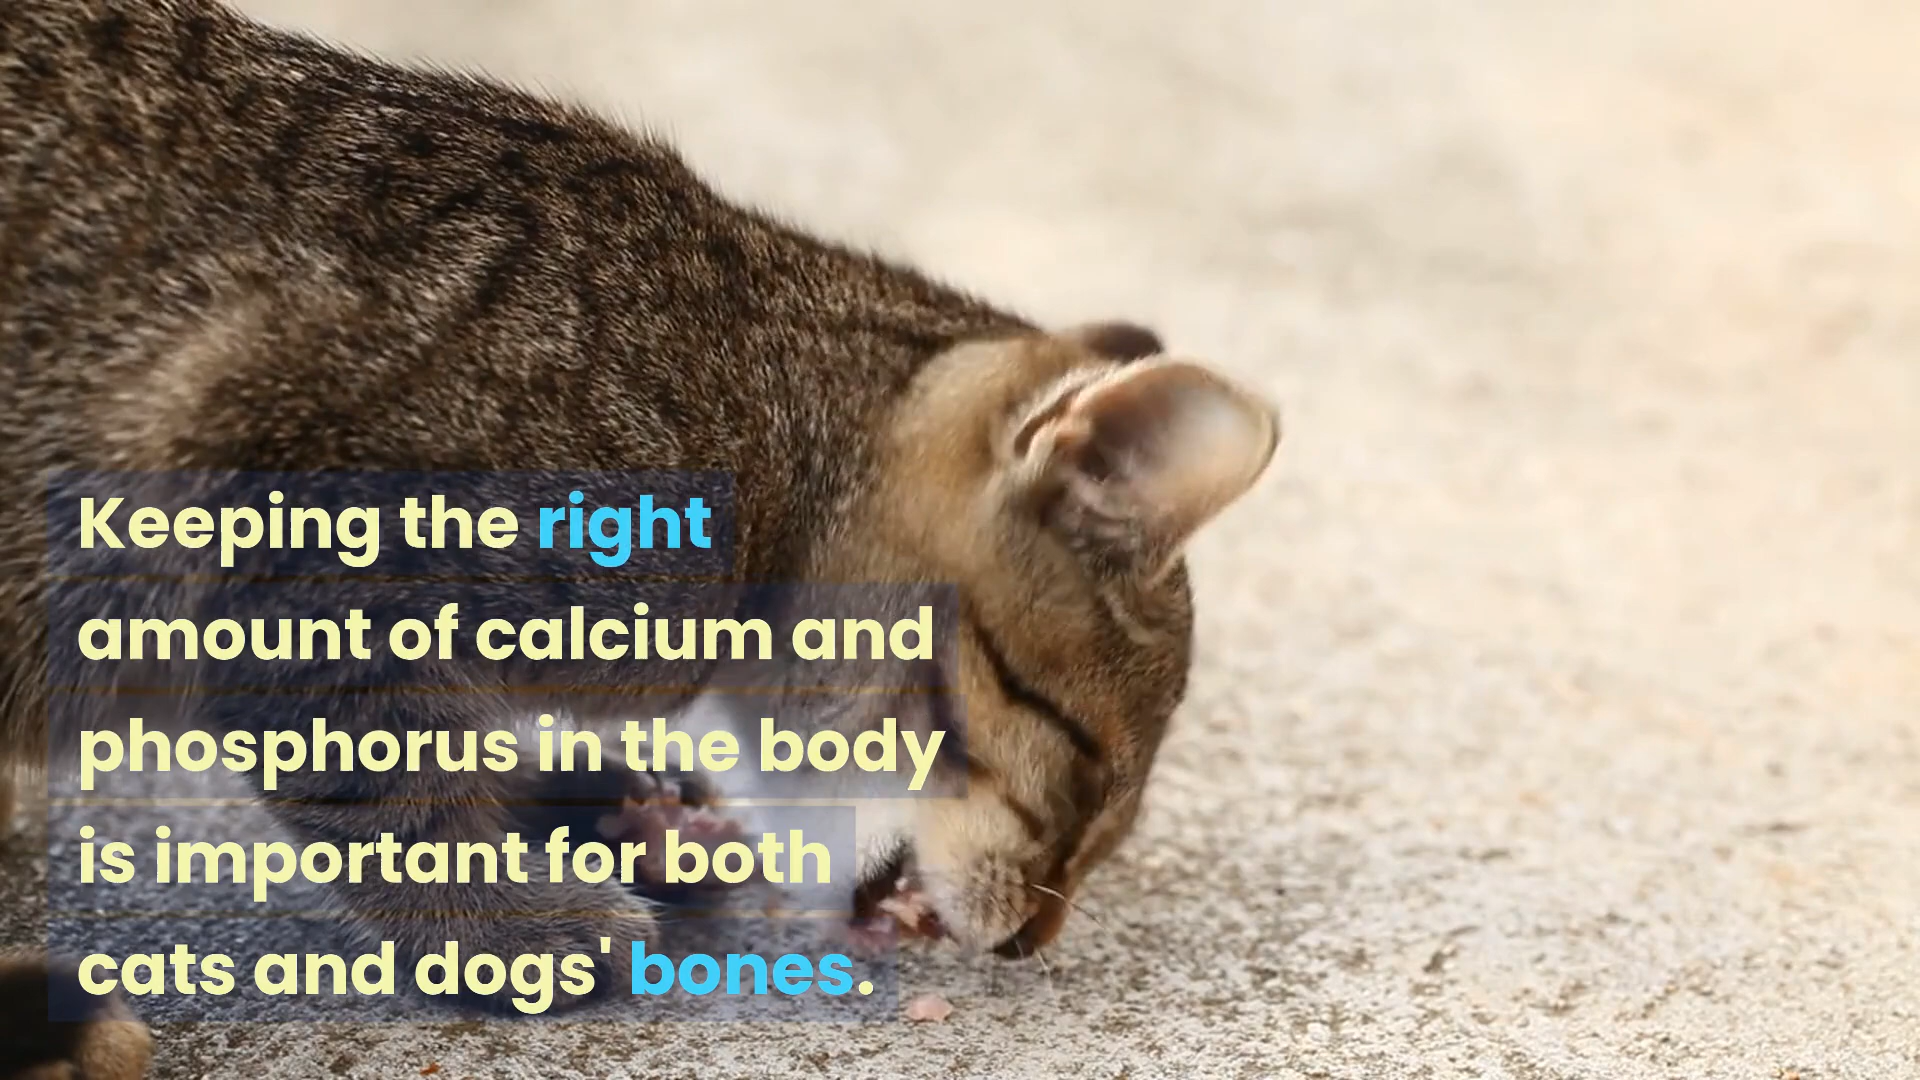 Keeping the right
amount of calcium and
phosphorus in the body
is important for both
cats and dogs' bones.